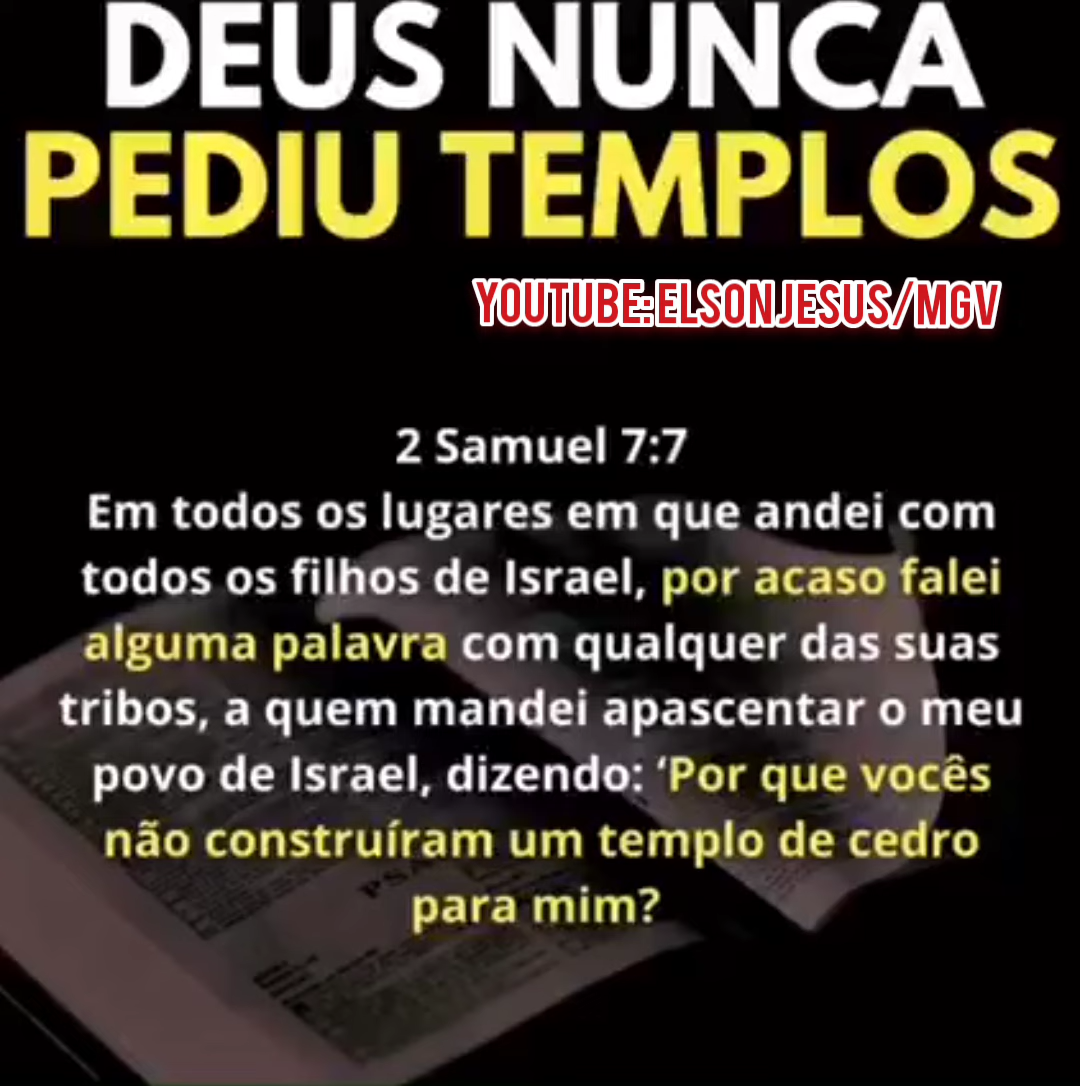 DEUS NUNCA
PEDIU TEMPLOS
YOUTUBE:ELSONJESUS/MGV
2 Samuel 7:7
Em todos os lugares em que andei com
todos os filhos de Israel, por acaso falei
alguma palavra com qualquer das suas
tribos, a quem mandei apascentar o meu
povo de Israel, dizendo: ‘Por que vocês
não construíram um templo de cedro
para mim?